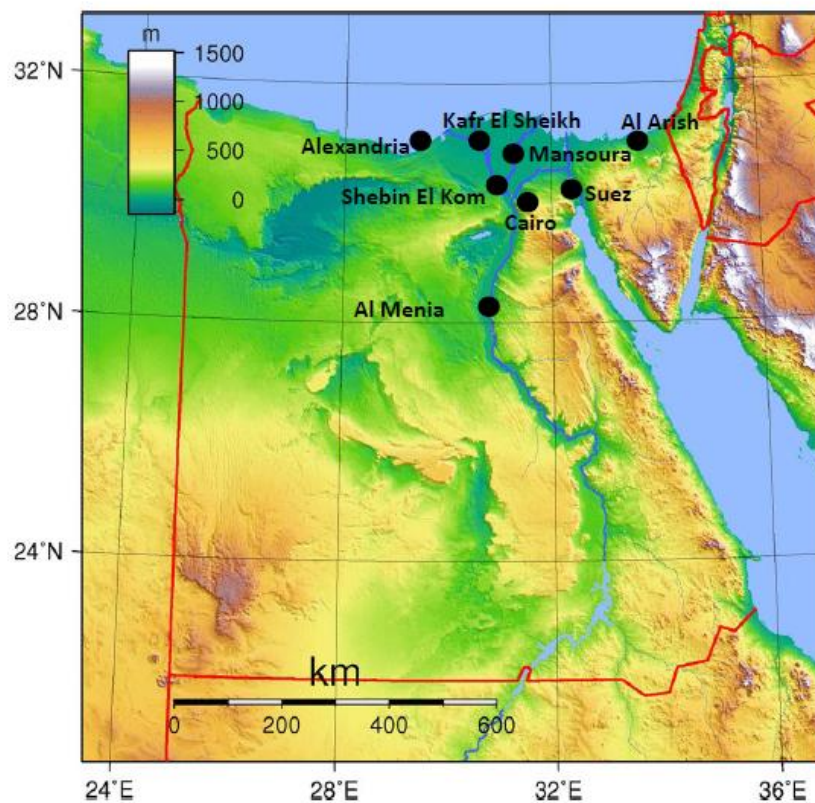 m
1500
1000
500
0
32°N
28°N
24°N
Kafr El Sheikh
Al Arish
Alexandria
Mansoura
Shebin El Kom
Suez
Cairo
Al Menia
km
0 200 400 600
24°E 28°E 32°E 36°E